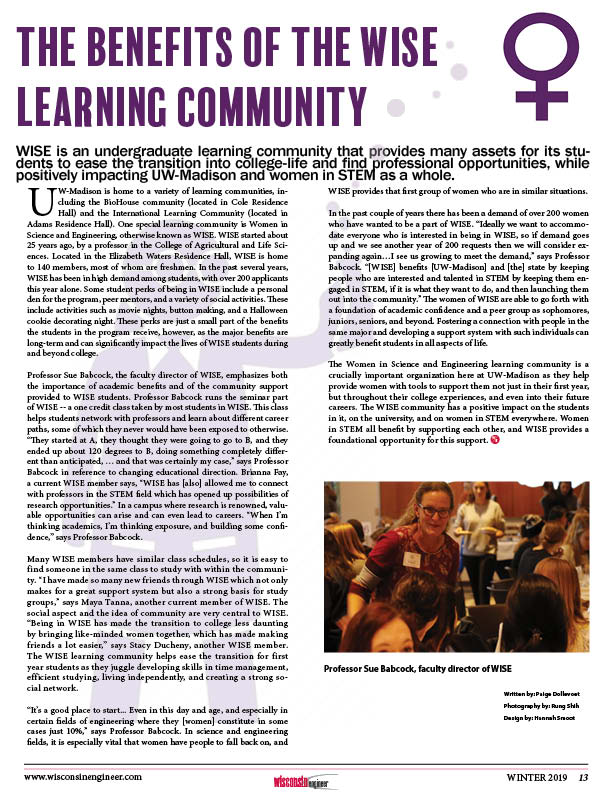 THE BENEFITS OF THE WISE
LEARNING COMMUNITY
WISE is an undergraduate learning community that provides many assets for its stu-
dents to ease the transition into college-life and find professional opportunities, while
positively impacting UW-Madison and women in STEM as a whole.
UW-Madison is home to a variety of learning communities, in-
cluding the BioHouse community (located in Cole Residence
Hall) and the International Learning Community (located in
Adams Residence Hall). One special learning community is Women in
Science and Engineering, otherwise known as WISE. WISE started about
25 years ago, by a professor in the College of Agricultural and Life Sci-
ences. Located in the Elizabeth Waters Residence Hall, WISE is home
to 140 members, most of whom are freshmen. In the past several years,
WISE has been in high demand among students, with over 200 applicants
this year alone. Some student perks of being in WISE include a personal
den for the program, peer mentors, and a variety of social activities. These
include activities such as movie nights, button making, and a Halloween
cookie decorating night. These perks are just a small part of the benefits
the students in the program receive, however, as the major benefits are
long-term and can significantly impact the lives of WISE students during
and beyond college.
Professor Sue Babcock, the faculty director of WISE, emphasizes both
the importance of academic benefits and of the community support
provided to WISE students. Professor Babcock runs the seminar part
of WISE -- a one credit class taken by most students in WISE. This class
helps students network with professors and learn about different career
paths, some of which they never would have been exposed to otherwise.
"They started at A, they thought they were going to go to B, and they
ended up about 120 degrees to B, doing something completely differ-
ent than anticipated, … and that was certainly my case," says Professor
Babcock in reference to changing educational direction. Brianna Fay,
a current WISE member says, "WISE has [also] allowed me to connect
with professors in the STEM field which has opened up possibilities of
research opportunities." In a campus where research is renowned, valu-
able opportunities can arise and can even lead to careers. "When I'm
thinking academics, I'm thinking exposure, and building some confi-
dence," says Professor Babcock.
Many WISE members have similar class schedules, so it is easy to
find someone in the same class to study with within the communi-
ty. "I have made so many new friends through WISE which not only
makes for a great support system but also a strong basis for study
groups," says Maya Tanna, another current member of WISE. The
social aspect and the idea of community are very central to WISE.
"Being in WISE has made the transition to college less daunting
by bringing like-minded women together, which has made making
friends a lot easier," says Stacy Ducheny, another WISE member.
The WISE learning community helps ease the transition for first
year students as they juggle developing skills in time management,
efficient studying, living independently, and creating a strong so-
cial network.
"It's a good place to start... Even in this day and age, and especially in
certain fields of engineering where they [women] constitute in some
cases just 10%," says Professor Babcock. In science and engineering
fields, it is especially vital that women have people to fall back on, and
WISE provides that first group of women who are in similar situations.
In the past couple of years there has been a demand of over 200 women
who have wanted to be a part of WISE. "Ideally we want to accommo-
date everyone who is interested in being in WISE, so if demand goes
up and we see another year of 200 requests then we will consider ex-
panding again…I see us growing to meet the demand," says Professor
Babcock. "[WISE] benefits [UW-Madison] and [the] state by keeping
people who are interested and talented in STEM by keeping them en-
gaged in STEM, if it is what they want to do, and then launching them
out into the community." The women of WISE are able to go forth with
a foundation of academic confidence and a peer group as sophomores,
juniors, seniors, and beyond. Fostering a connection with people in the
same major and developing a support system with such individuals can
greatly benefit students in all aspects of life.
The Women in Science and Engineering learning community is a
crucially important organization here at UW-Madison as they help
provide women with tools to support them not just in their first year,
but throughout their college experiences, and even into their future
careers. The WISE community has a positive impact on the students
in it, on the university, and on women in STEM everywhere. Women
in STEM all benefit by supporting each other, and WISE provides a
foundational opportunity for this support.
Professor Sue Babcock, faculty director of WISE
Written by: Paige Dollevoet
Photography by: Rung Shih
Design by: Hannah Smoot
www.wisconsinengineer.com
wisconsin engineer
WINTER 2019 13